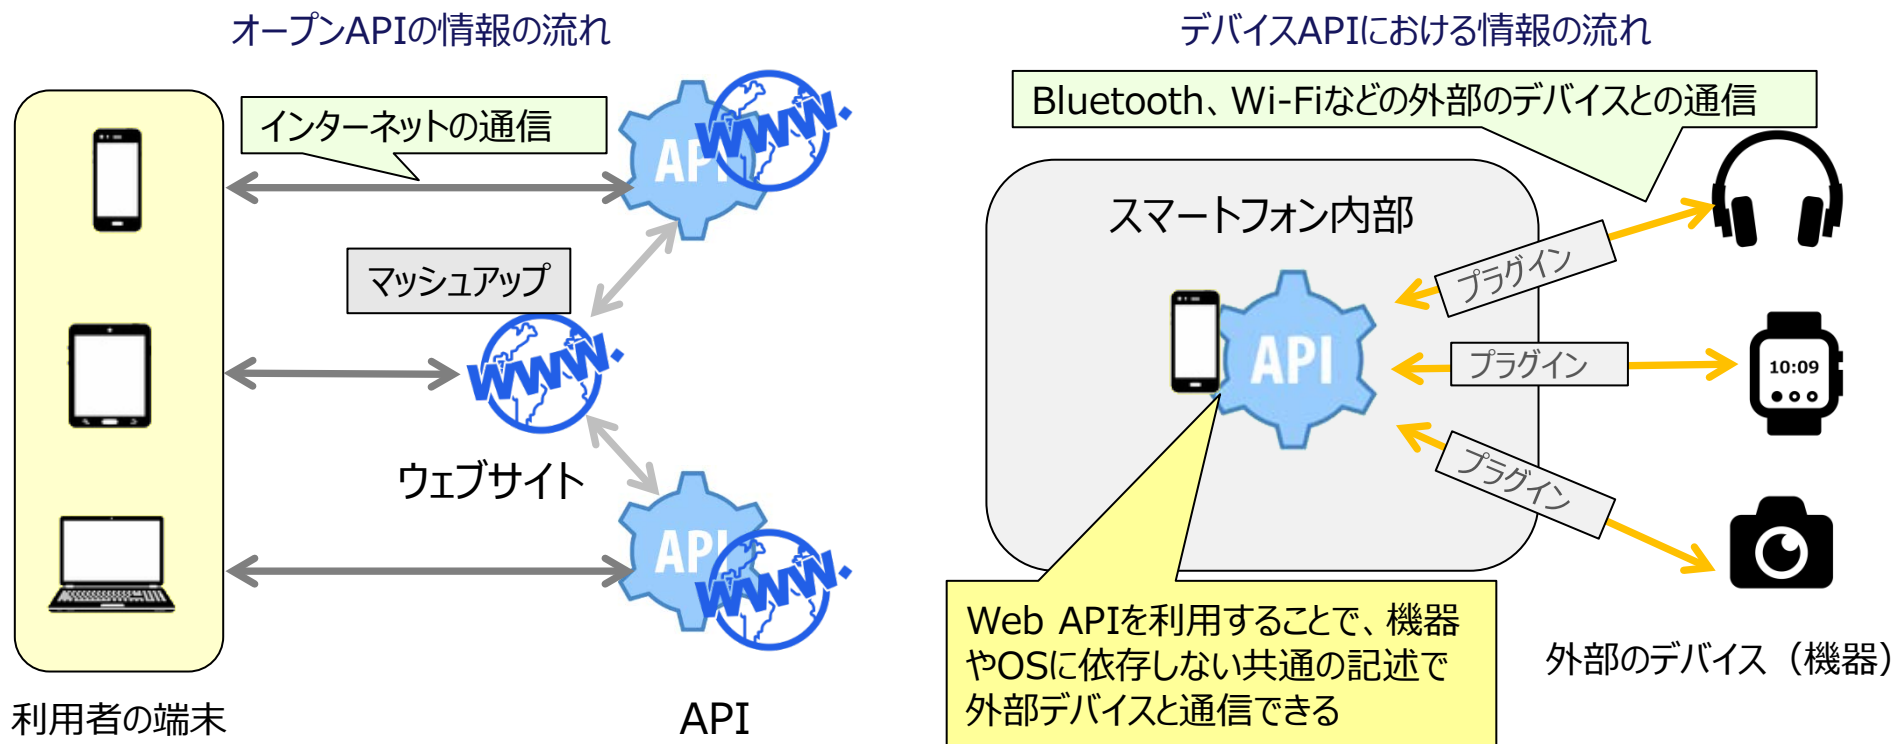 オープンAPIの情報の流れ
インターネットの通信
API
www.
マッシュアップ
www.
ウェブサイト
API
www.
利用者の端末
API
デバイスAPIにおける情報の流れ
Bluetooth、Wi-Fiなどの外部のデバイスとの通信
スマートフォン内部
API
プラグイン
プラグイン
プラグイン
10:09
Web APIを利用することで、機器
やOSに依存しない共通の記述で
外部デバイスと通信できる
外部のデバイス（機器）